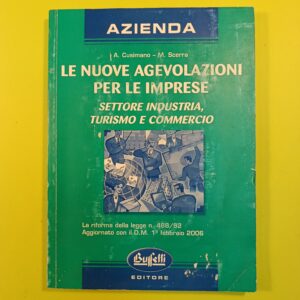 AZIENDA
A. Cusimano - M. Scerra
LE NUOVE AGEVOLAZIONI
PER LE IMPRESE
SETTORE INDUSTRIA,
TURISMO E COMMERCIO
La riforma della legge n. 488/92
Aggiornato con il D.M. 1° febbraio 2006
Buffetti
EDITORE